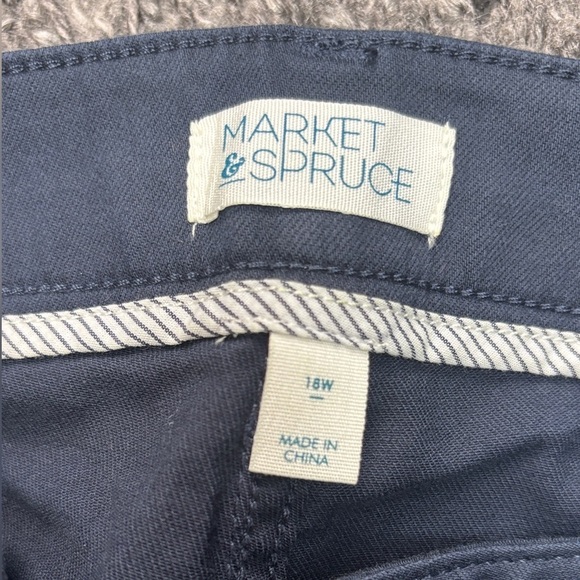 MARKET
& SPRUCE
18W
MADE IN
CHINA